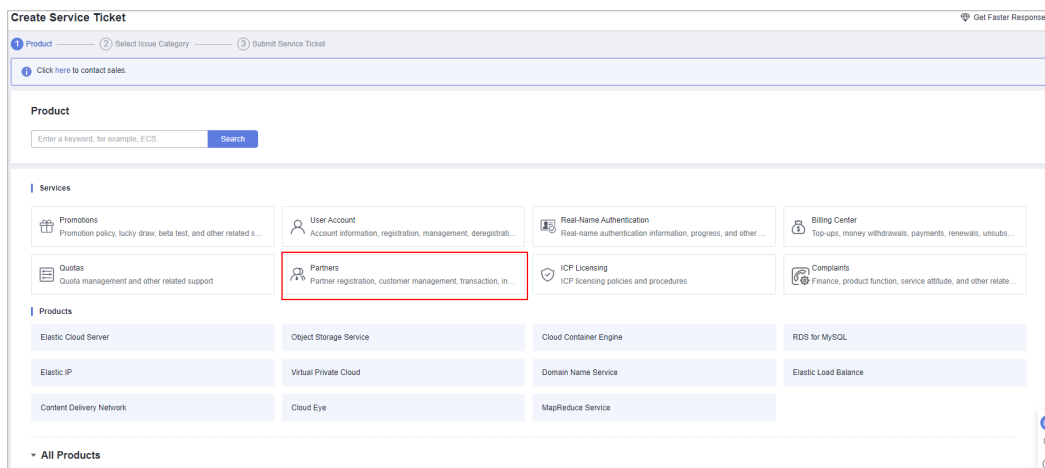 Create Service Ticket
Get Faster Response
1 Product
2 Select Issue Category
3 Submit Service Ticket
Click here to contact sales.
Product
Enter a keyword, for example, ECS.
Search
Services
Promotions
Promotion policy, lucky draw, beta test, and other related s...
User Account
Account information, registration, management, deregistrati...
Real-Name Authentication
Real-name authentication information, progress, and other ...
Billing Center
Top-ups, money withdrawals, payments, renewals, unsubs...
Quotas
Quota management and other related support
Partners
Partner registration, customer management, transaction, in...
ICP Licensing
ICP licensing policies and procedures
Complaints
Finance, product function, service attitude, and other relate...
Products
Elastic Cloud Server
Object Storage Service
Cloud Container Engine
RDS for MySQL
Elastic IP
Virtual Private Cloud
Domain Name Service
Elastic Load Balance
Content Delivery Network
Cloud Eye
MapReduce Service
All Products